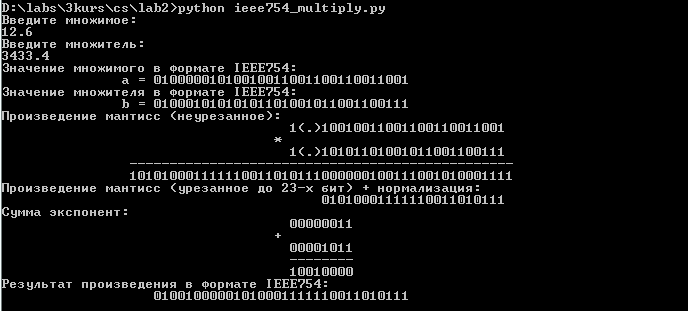 D:\labs\3kurs\cs\lab2>python ieee754_multiply.py
Введите множимое:
12.6
Введите множитель:
3433.4
Значение множимого в формате IEEE754:
a = 01000001010010011001100110011001
Значение множителя в формате IEEE754:
b = 01000101010101101001011001100111
Произведение мантисс (неурезанное):
1(.)10010011001100110011001
*
1(.)10101101001011001100111
------------------------------------------------
101010001111110011010111000000100111001010001111
Произведение мантисс (урезанное до 23-х бит) + нормализация:
01010001111110011010111
Сумма экспонент:
00000011
+
00001011
--------
10010000
Результат произведения в формате IEEE754:
01001000001010001111110011010111